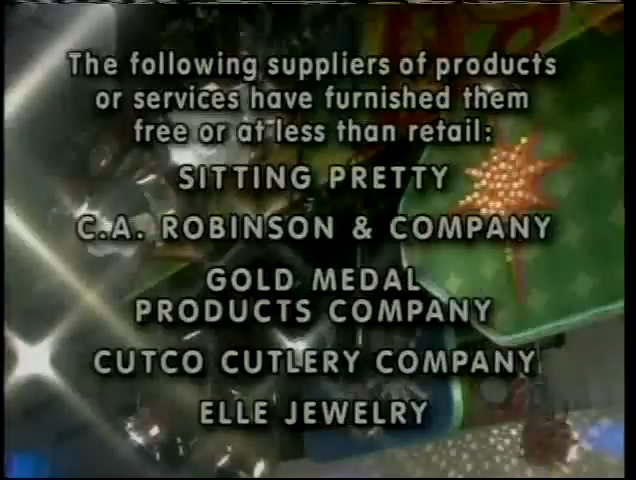 The following suppliers of products
or services have furnished them
free or at less than retail:
SITTING PRETTY
C.A. ROBINSON & COMPANY
GOLD MEDAL
PRODUCTS COMPANY
CUTCO CUTLERY COMPANY
ELLE JEWELRY